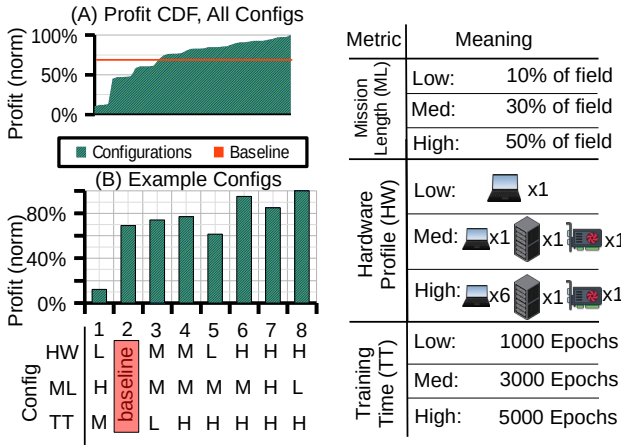 (A) Profit CDF, All Configs
Profit (norm)
100%
50%
0%
Configurations
Baseline
(B) Example Configs
Profit (norm)
80%
40%
0%
1 2 3 4 5 6 7 8
Config
HW L M M L H H H
ML H M M M M H L
TT M L H H H H H
baseline
Metric Meaning
Mission Length (ML)
Low: 10% of field
Med: 30% of field
High: 50% of field
Hardware Profile (HW)
Low: x1
Med: x1 x1 x1
High: x6 x1 x1
Training Time (TT)
Low: 1000 Epochs
Med: 3000 Epochs
High: 5000 Epochs